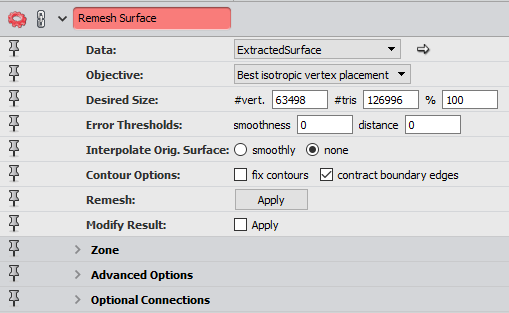 Remesh Surface
Data: ExtractedSurface
Objective: Best isotropic vertex placement
Desired Size: #vert. 63498 #tris 126996 % 100
Error Thresholds: smoothness 0 distance 0
Interpolate Orig. Surface: smoothly none
Contour Options: fix contours contract boundary edges
Remesh: Apply
Modify Result: Apply
Zone
Advanced Options
Optional Connections